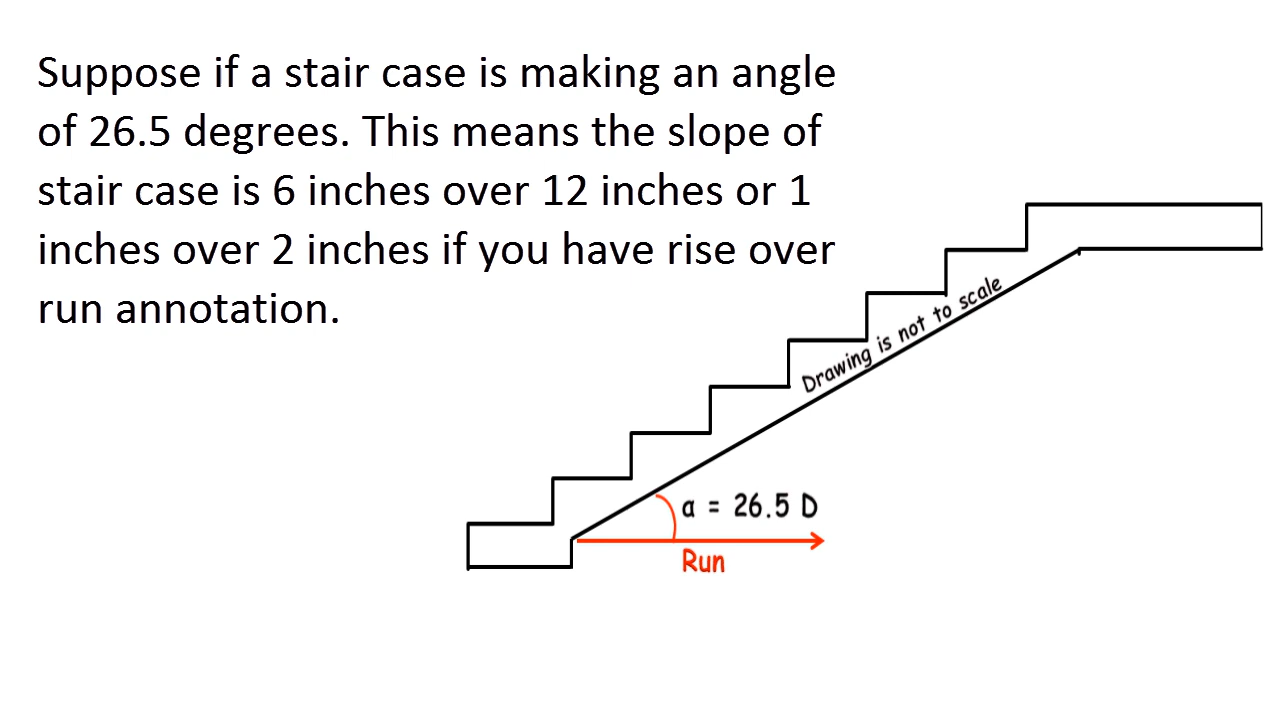 Suppose if a stair case is making an angle
of 26.5 degrees. This means the slope of
stair case is 6 inches over 12 inches or 1
inches over 2 inches if you have rise over
run annotation.
Drawing is not to scale
α = 26.5 D
Run